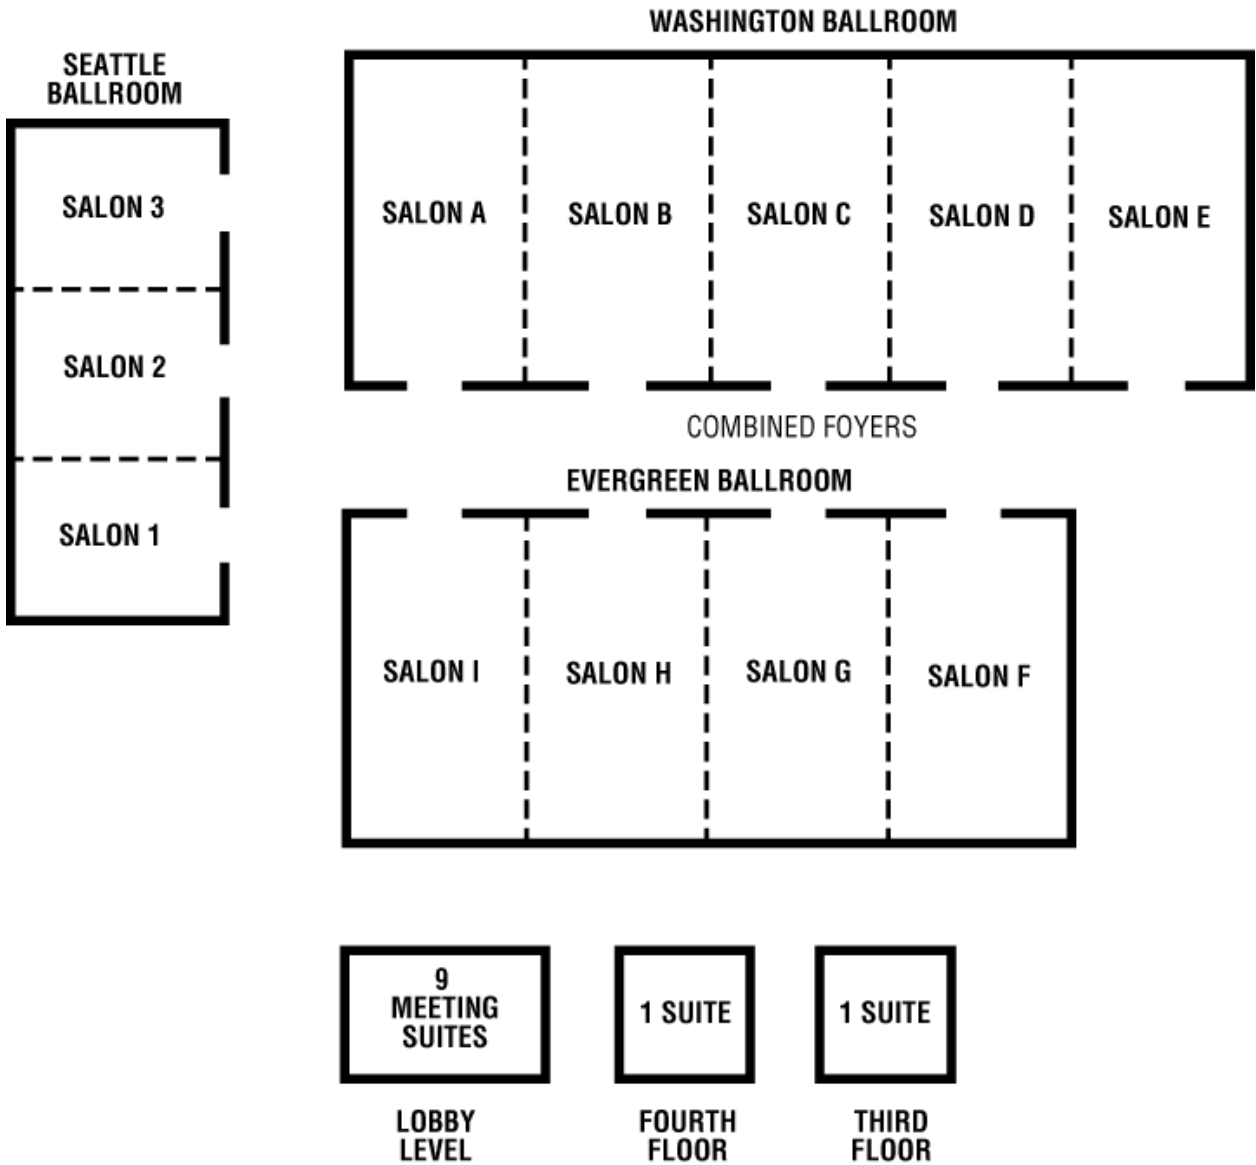 WASHINGTON BALLROOM
SEATTLE
BALLROOM
SALON 3
SALON 2
SALON 1
SALON A
SALON B
SALON C
SALON D
SALON E
COMBINED FOYERS
EVERGREEN BALLROOM
SALON I
SALON H
SALON G
SALON F
9
MEETING
SUITES
LOBBY
LEVEL
1 SUITE
FOURTH
FLOOR
1 SUITE
THIRD
FLOOR